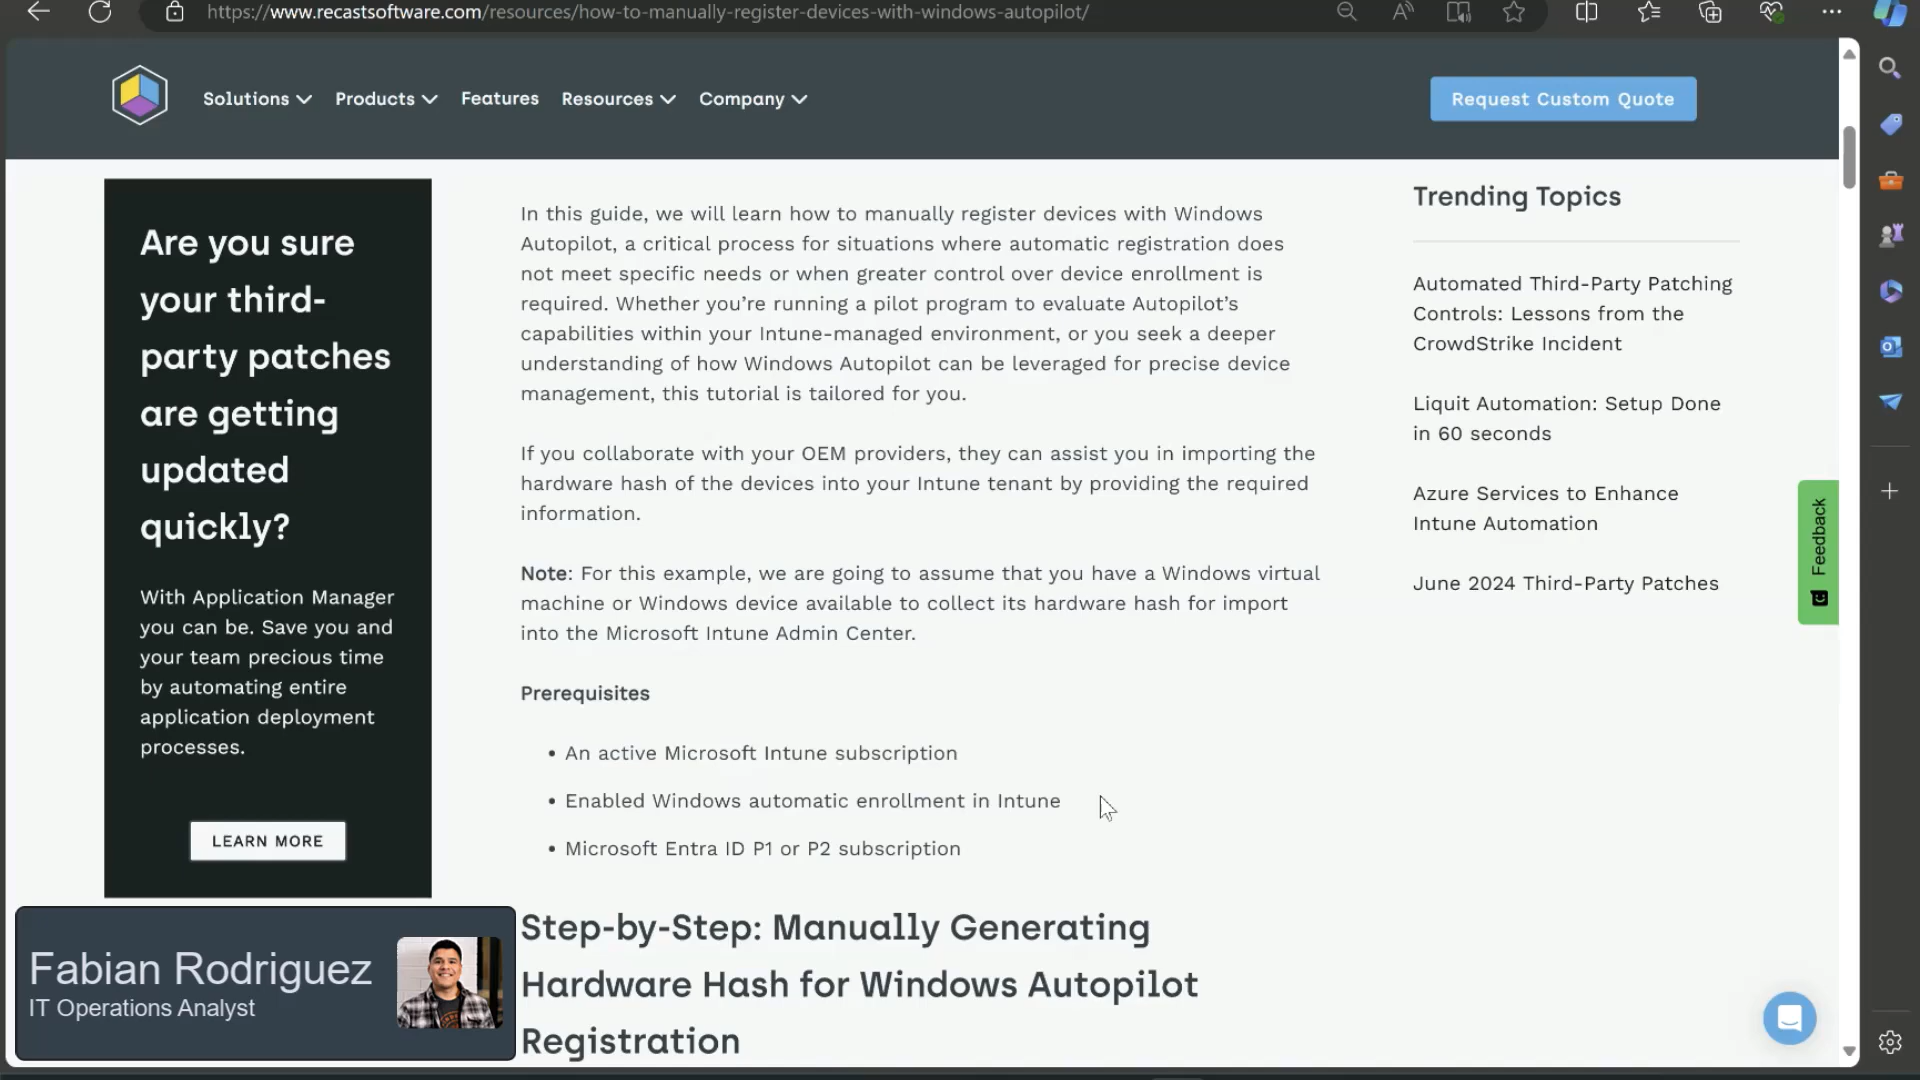 https://www.recastsoftware.com/resources/how-to-manually-register-devices-with-windows-autopilot/
Solutions
Products
Features
Resources
Company
Request Custom Quote
Are you sure
your third-
party patches
are getting
updated
quickly?
With Application Manager
you can be. Save you and
your team precious time
by automating entire
application deployment
processes.
LEARN MORE
In this guide, we will learn how to manually register devices with Windows
Autopilot, a critical process for situations where automatic registration does
not meet specific needs or when greater control over device enrollment is
required. Whether you’re running a pilot program to evaluate Autopilot’s
capabilities within your Intune-managed environment, or you seek a deeper
understanding of how Windows Autopilot can be leveraged for precise device
management, this tutorial is tailored for you.
If you collaborate with your OEM providers, they can assist you in importing the
hardware hash of the devices into your Intune tenant by providing the required
information.
Note: For this example, we are going to assume that you have a Windows virtual
machine or Windows device available to collect its hardware hash for import
into the Microsoft Intune Admin Center.
Prerequisites
• An active Microsoft Intune subscription
• Enabled Windows automatic enrollment in Intune
• Microsoft Entra ID P1 or P2 subscription
Step-by-Step: Manually Generating
Hardware Hash for Windows Autopilot
Registration
Trending Topics
Automated Third-Party Patching
Controls: Lessons from the
CrowdStrike Incident
Liquit Automation: Setup Done
in 60 seconds
Azure Services to Enhance
Intune Automation
June 2024 Third-Party Patches
Feedback
Fabian Rodriguez
IT Operations Analyst